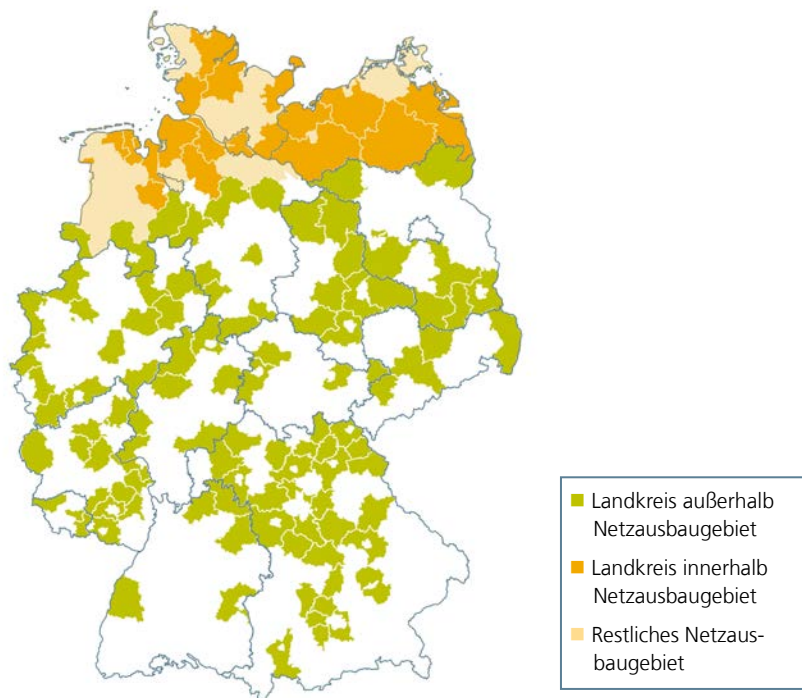 Landkreis außerhalb
Netzausbaugebiet
Landkreis innerhalb
Netzausbaugebiet
Restliches Netzaus-
baugebiet